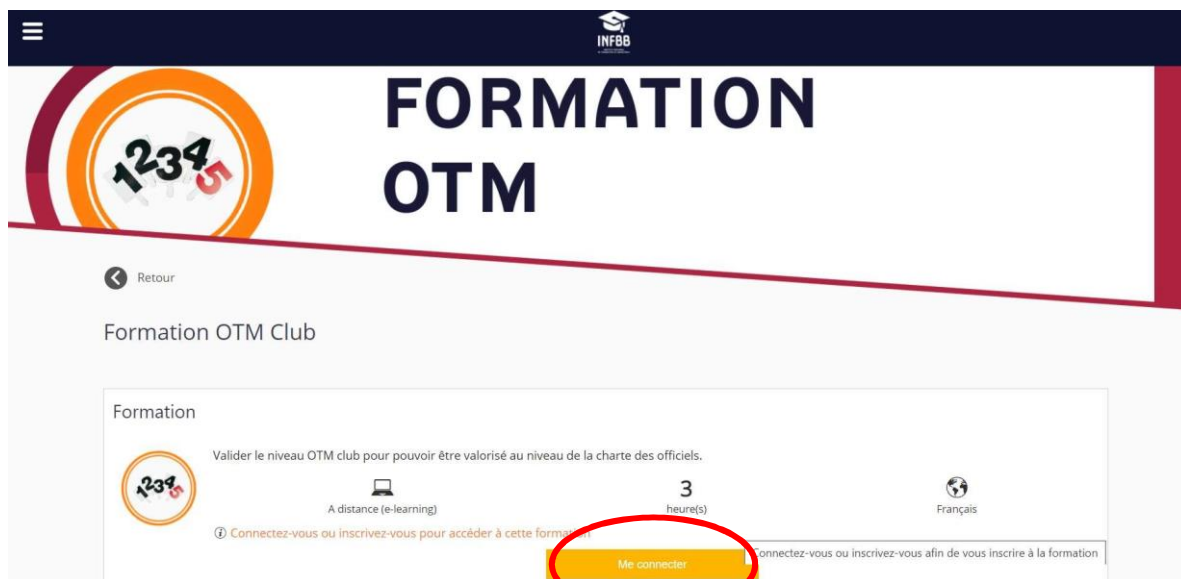 INFBB
FORMATION
OTM
12345
Retour
Formation OTM Club
Formation
Valider le niveau OTM club pour pouvoir être valorisé au niveau de la charte des officiels.
12345
A distance (e-learning)
3
heure(s)
Français
Connectez-vous ou inscrivez-vous pour accéder à cette formation
Me connecter
Connectez-vous ou inscrivez-vous afin de vous inscrire à la formation